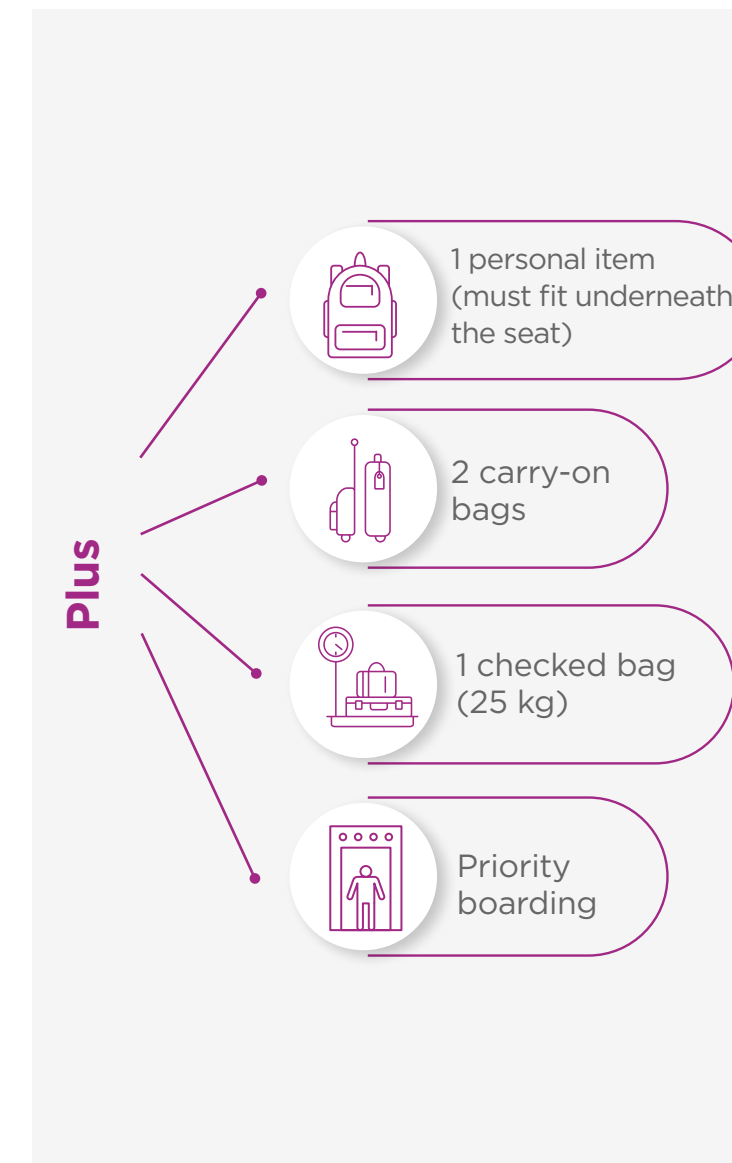 Plus
1 personal item
(must fit underneath
the seat)
2 carry-on
bags
1 checked bag
(25 kg)
Priority
boarding